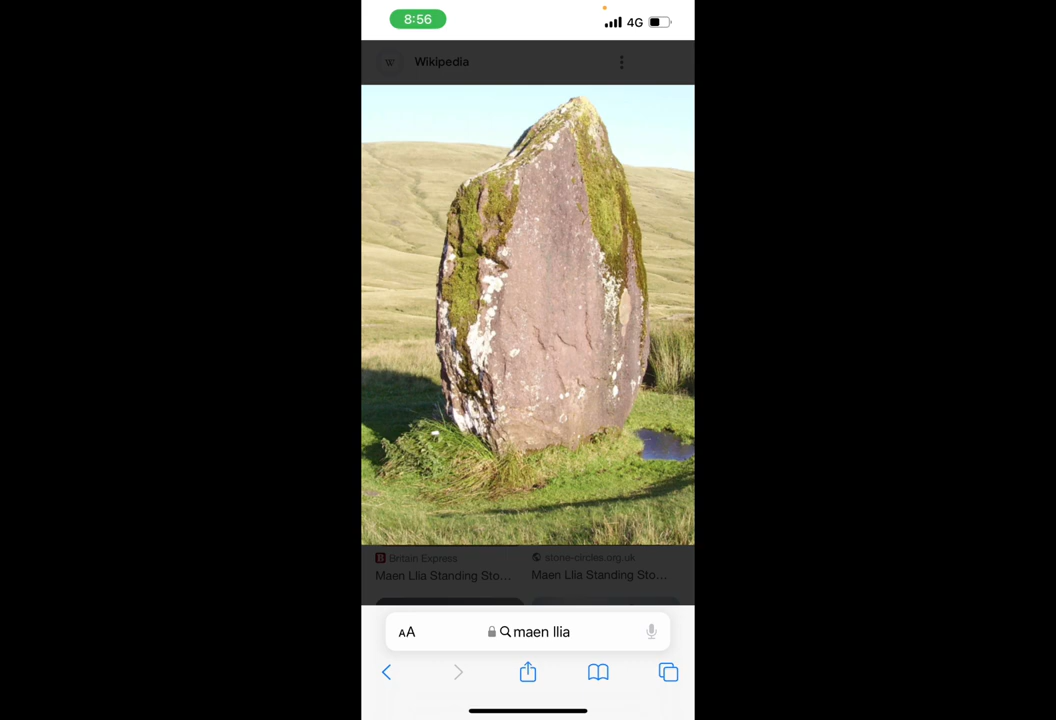 8:56
4G
W
Wikipedia
B Britain Express
stone-circles.org.uk
Maen Llia Standing Sto...
Maen Llia Standing Sto...
AA
maen llia